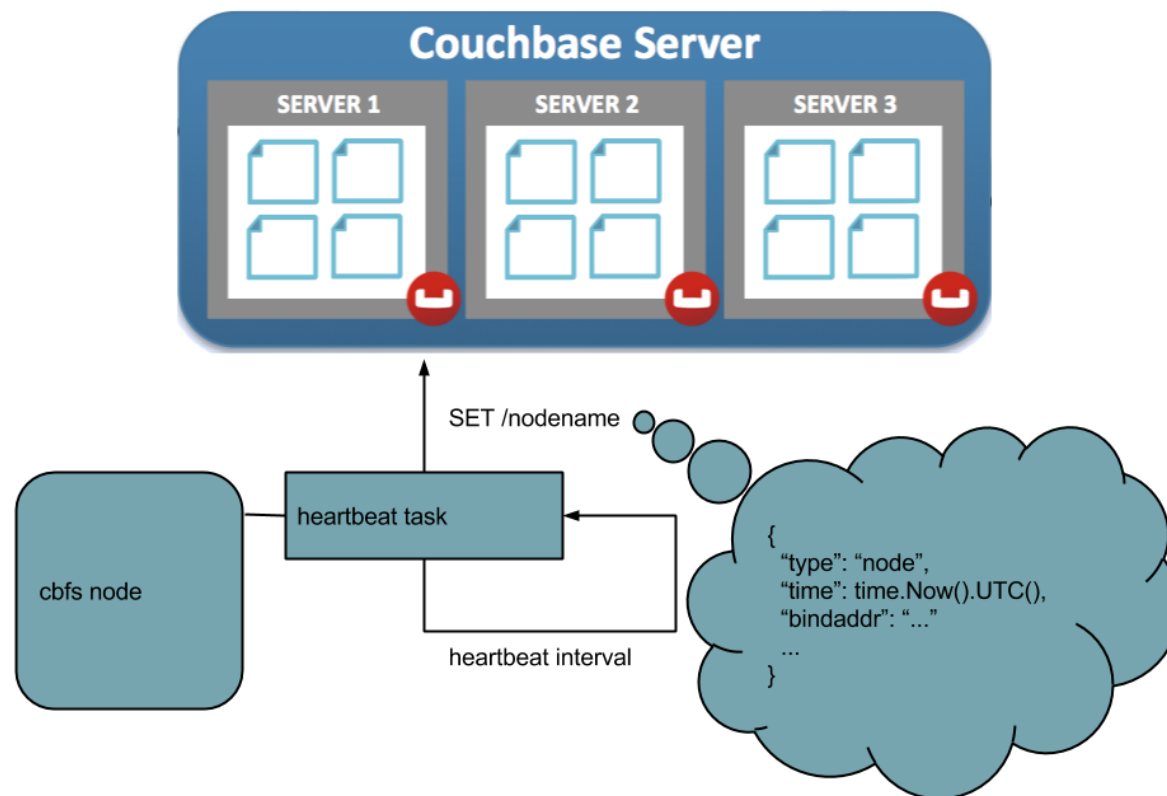 Couchbase Server
SERVER 1
SERVER 2
SERVER 3
SET /nodename
heartbeat task
cbfs node
heartbeat interval
{
“type”: “node”,
“time”: time.Now().UTC(),
“bindaddr”: “...”
...
}